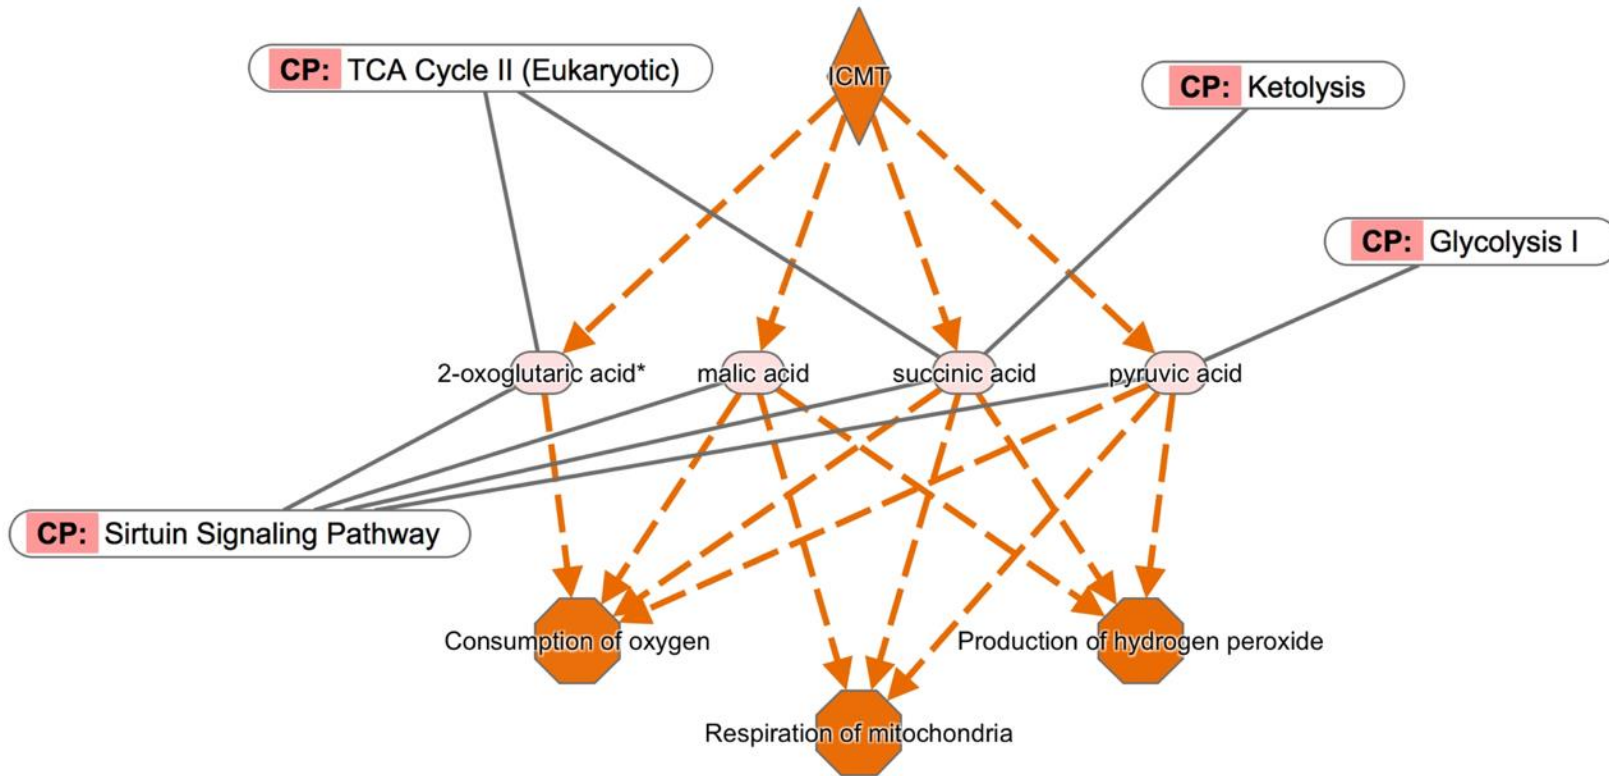 CP: TCA Cycle II (Eukaryotic)
ICMT
CP: Ketolysis
CP: Glycolysis I
2-oxoglutaric acid*
malic acid
succinic acid
pyruvic acid
CP: Sirtuin Signaling Pathway
Consumption of oxygen
Production of hydrogen peroxide
Respiration of mitochondria